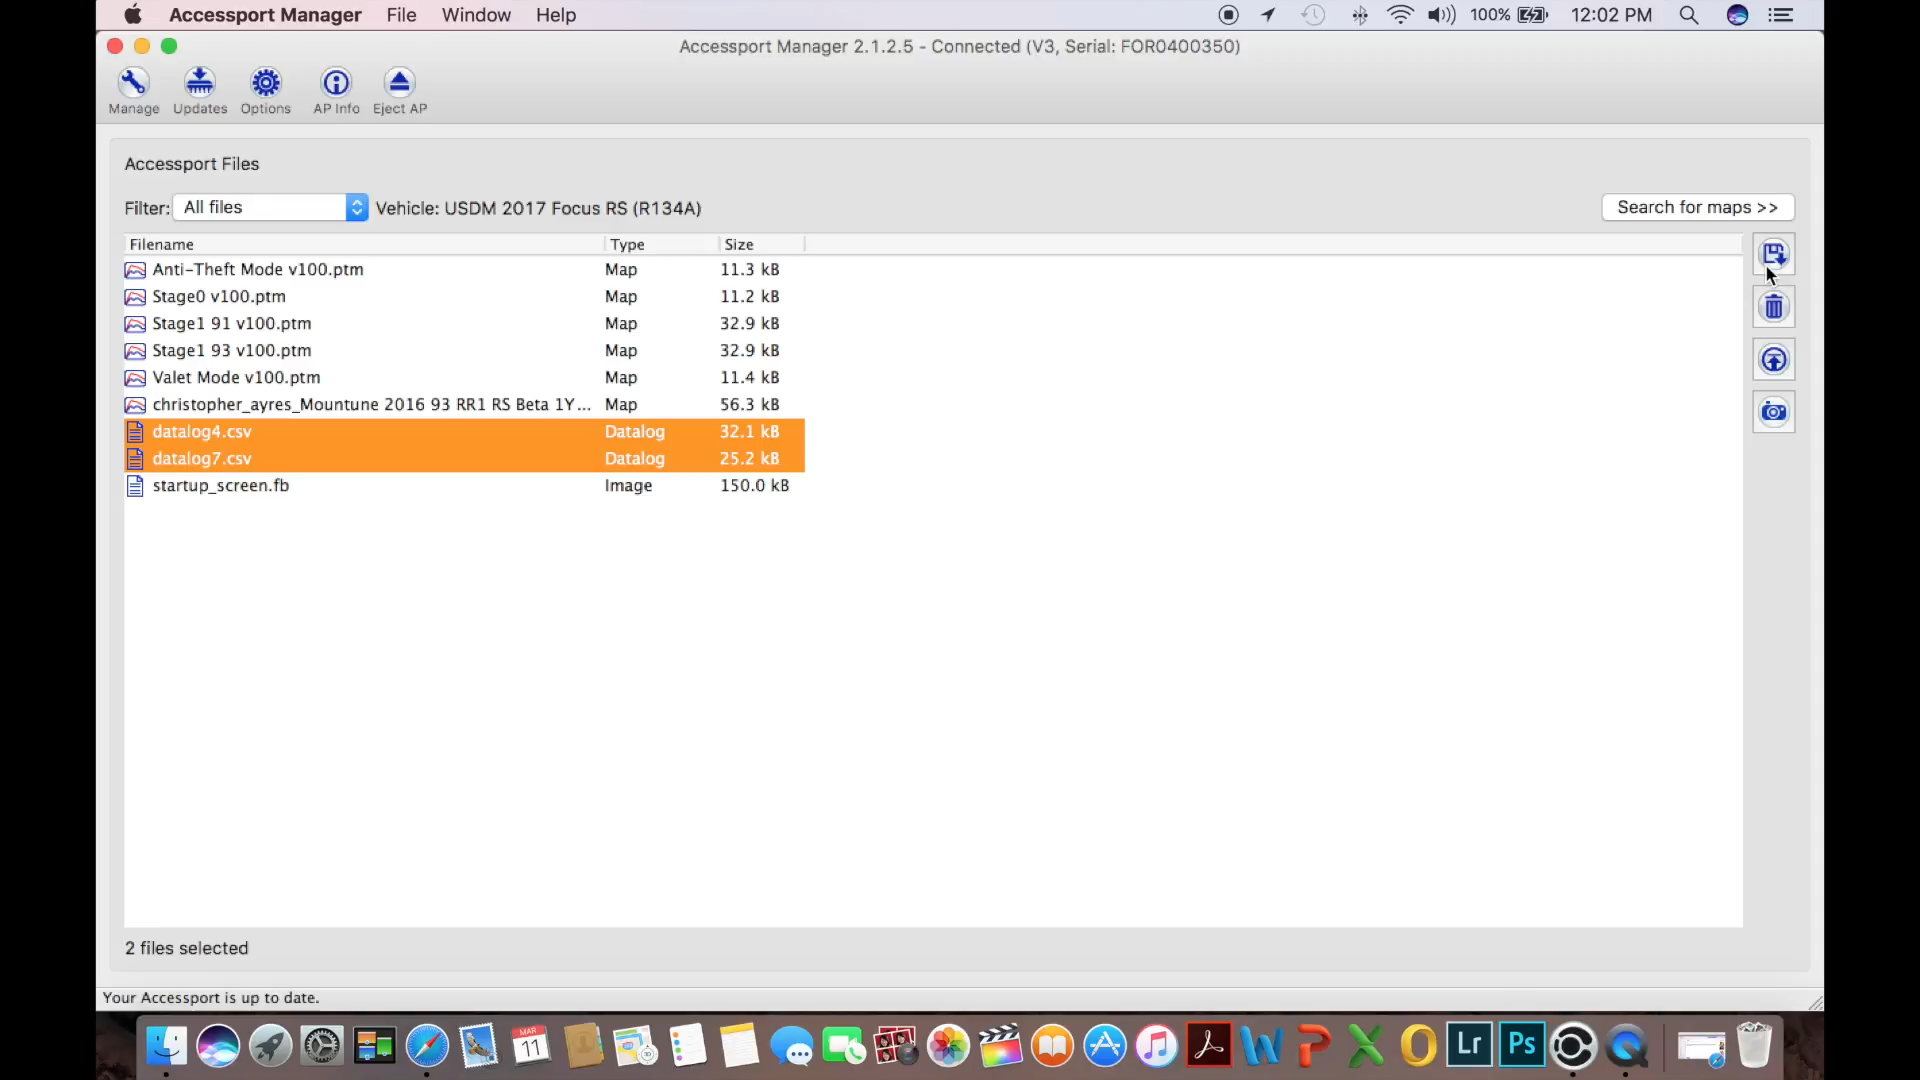 Accessport Manager File Window Help 100% 12:02 PM
Accessport Manager 2.1.2.5 - Connected (V3, Serial: FOR0400350)
Manage Updates Options AP Info Eject AP
Accessport Files
Filter: All files Vehicle: USDM 2017 Focus RS (R134A) Search for maps >>
Filename Type Size
Anti-Theft Mode v100.ptm Map 11.3 kB
Stage0 v100.ptm Map 11.2 kB
Stage1 91 v100.ptm Map 32.9 kB
Stage1 93 v100.ptm Map 32.9 kB
Valet Mode v100.ptm Map 11.4 kB
christopher_ayres_Mountune 2016 93 RR1 RS Beta 1Y... Map 56.3 kB
datalog4.csv Datalog 32.1 kB
datalog7.csv Datalog 25.2 kB
startup_screen.fb Image 150.0 kB
2 files selected
Your Accessport is up to date.
MAR
11
Lr Ps